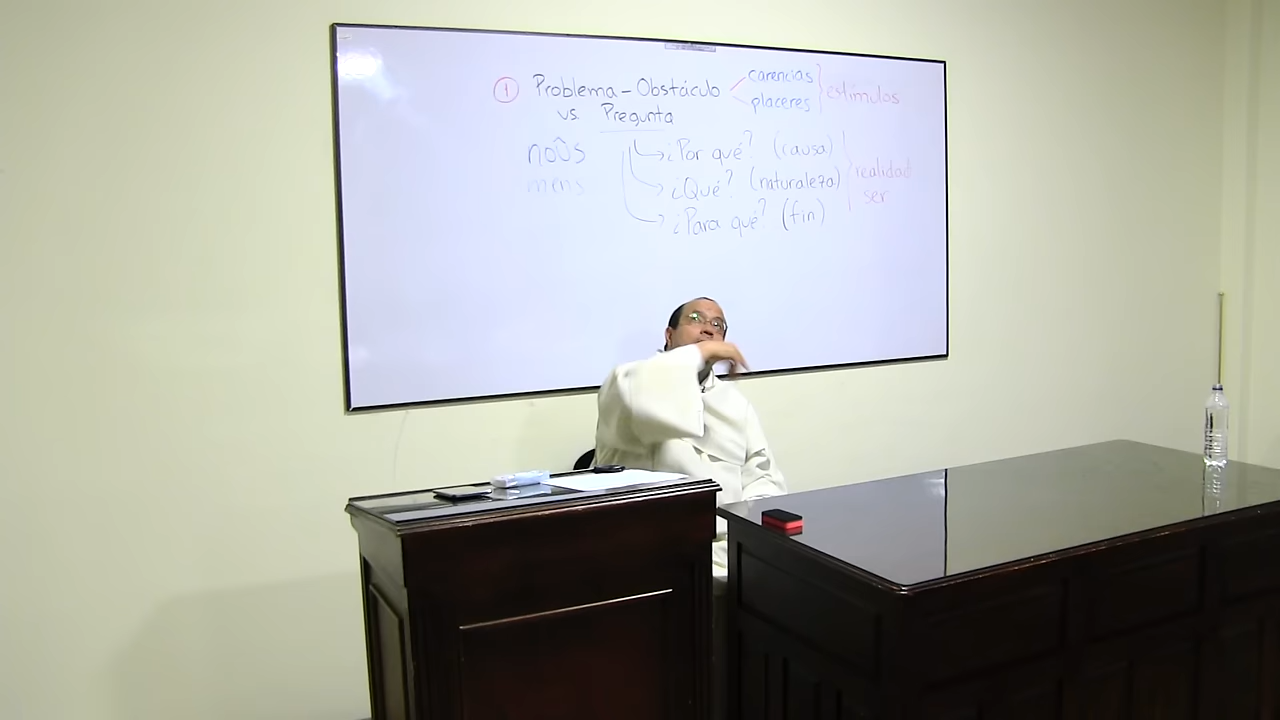 ① Problema - Obstáculo carencias
placeres } estímulos
vs. Pregunta
noûs ¿Por qué? (causa)
mens ¿Qué? (naturaleza) } realidad
ser
¿Para qué? (fin)